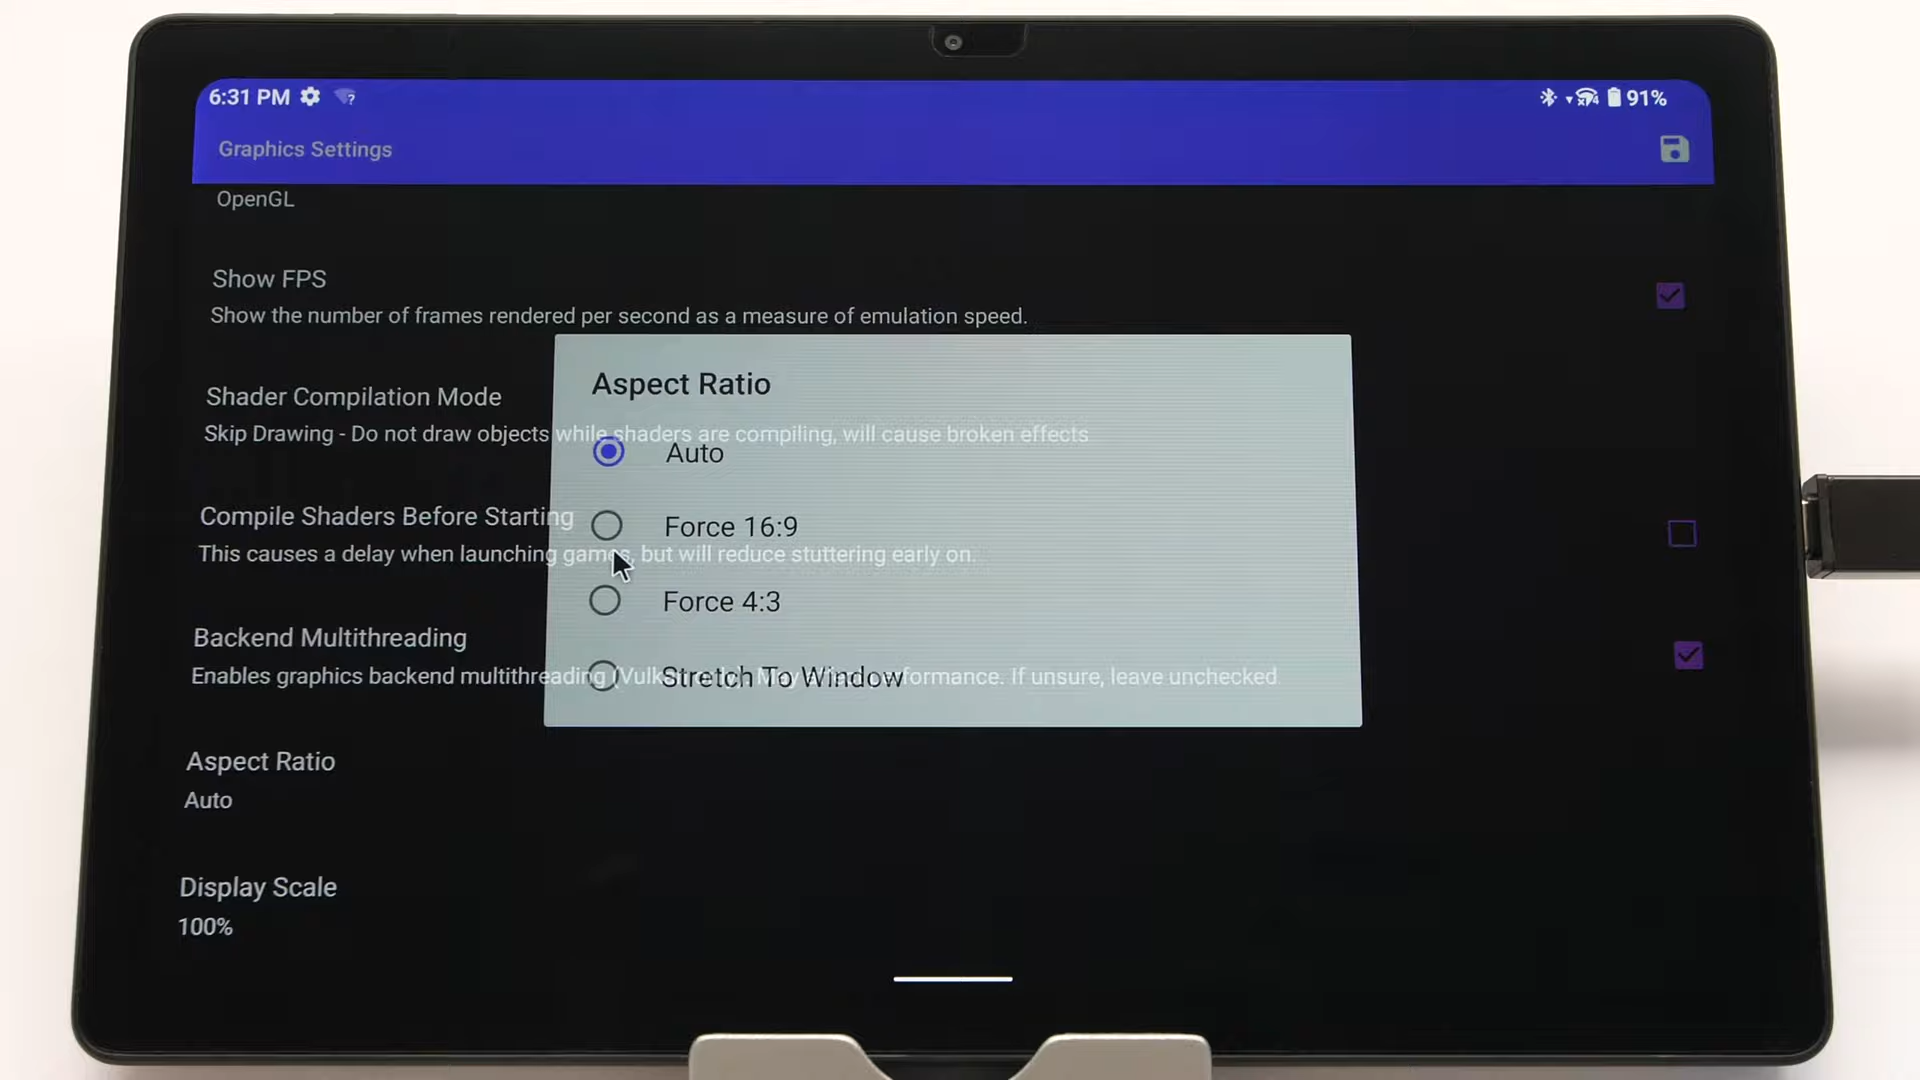 6:31 PM
91%
Graphics Settings
OpenGL
Show FPS
Show the number of frames rendered per second as a measure of emulation speed.
Aspect Ratio
Shader Compilation Mode
Skip Drawing - Do not draw objects while shaders are compiling, will cause broken effects
Auto
Compile Shaders Before Starting
Force 16:9
This causes a delay when launching games, but will reduce stuttering early on.
Force 4:3
Backend Multithreading
Enables graphics backend multithreading performance. If unsure, leave unchecked
Stretch To Window
Aspect Ratio
Auto
Display Scale
100%